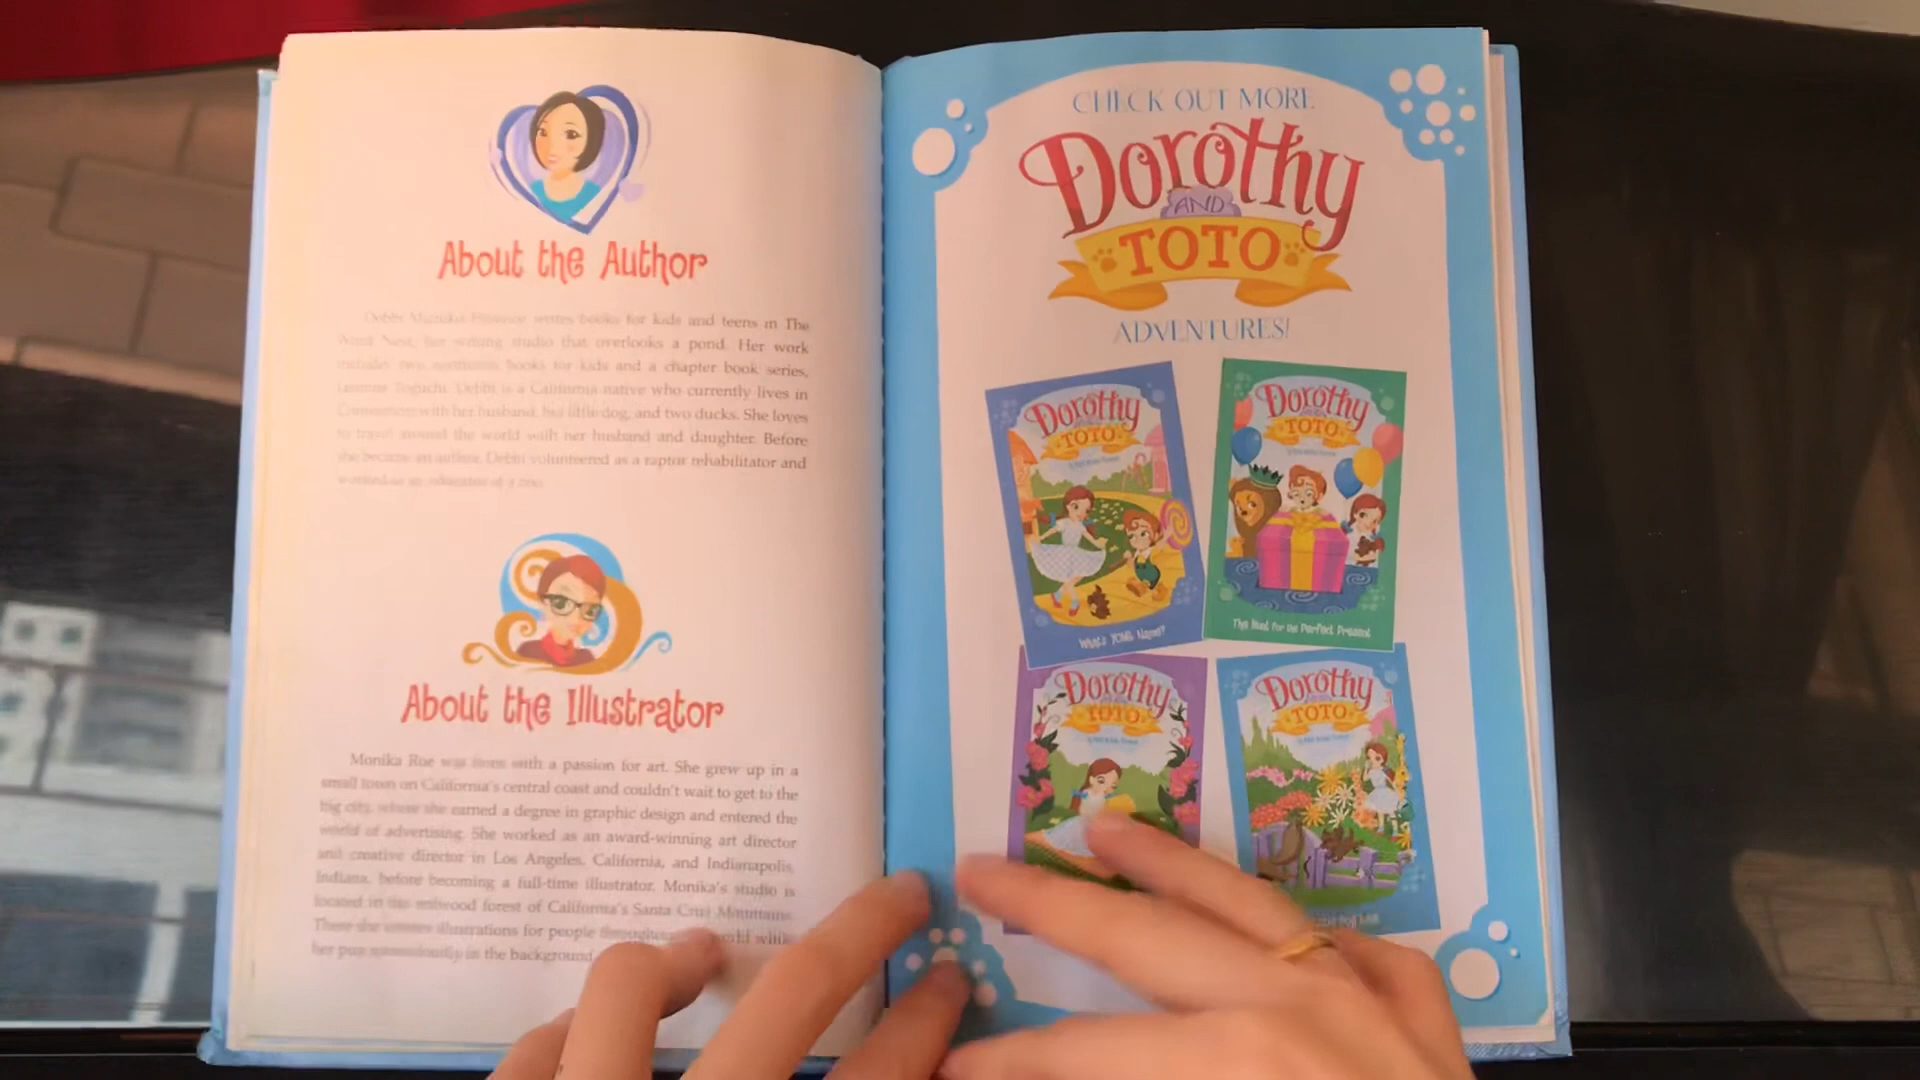 About the Author
writes books for kids and teens in The
her writing studio that overlooks a pond. Her work
books for kids and a chapter book series,
Debbi is a California native who currently lives in
with her husband, big little dog, and two ducks. She loves
to travel around the world with her husband and daughter. Before
she became an author, Debbi volunteered as a raptor rehabilitator and
About the Illustrator
Monika Roe was born with a passion for art. She grew up in a
small town on California's central coast and couldn't wait to get to the
big city, where she earned a degree in graphic design and entered the
world of advertising. She worked as an award-winning art director
and creative director in Los Angeles, California, and Indianapolis,
Indiana, before becoming a full-time illustrator. Monika's studio is
located in the redwood forest of California's Santa Cruz Mountains.
There she creates illustrations for people throughout world while
her pup in the background.
CHECK OUT MORE
Dorothy
AND
TOTO
ADVENTURES!
Dorothy
TOTO
What's YOUR Name?
Dorothy
TOTO
The Hunt for the Perfect Present
Dorothy
TOTO
Dorothy
TOTO